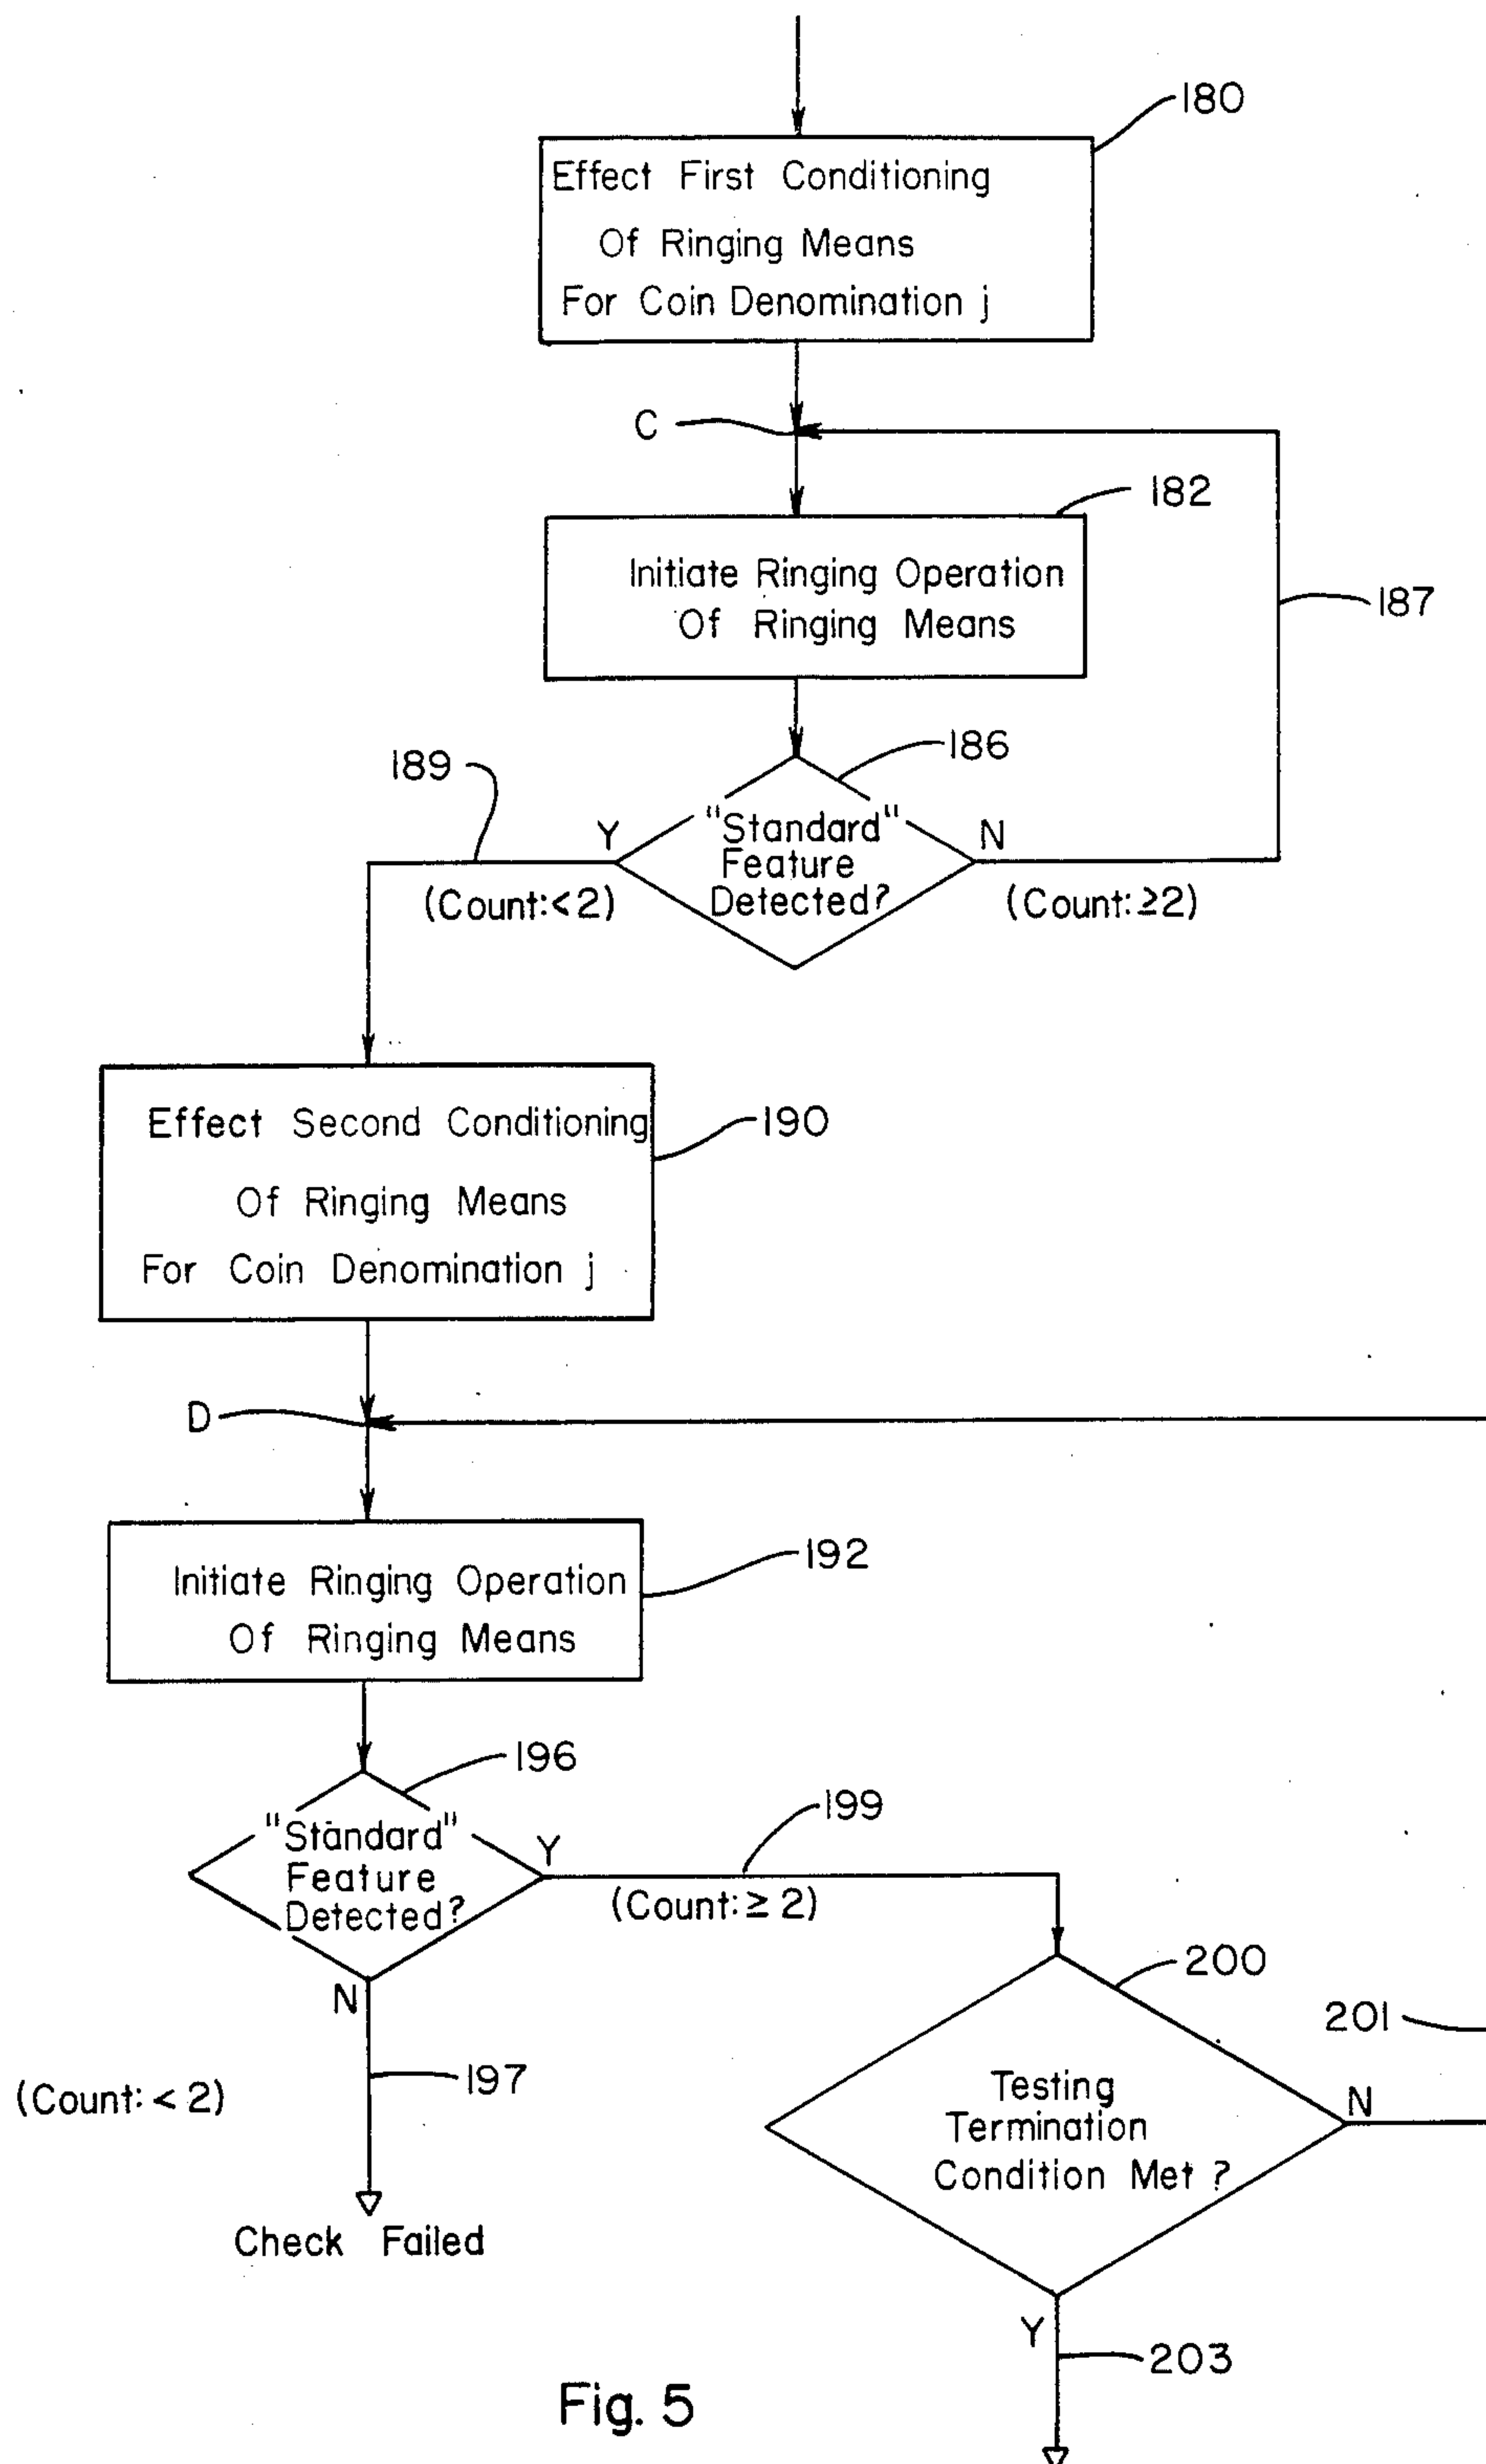 180
Effect First Conditioning
Of Ringing Means
For Coin Denomination j
C
182
Initiate Ringing Operation
Of Ringing Means
187
186
189
Y
"Standard"
Feature
Detected?
N
(Count:<2)
(Count:≥2)
Effect Second Conditioning
Of Ringing Means
For Coin Denomination j
190
D
192
Initiate Ringing Operation
Of Ringing Means
196
"Standard"
Feature
Detected?
Y
199
(Count:≥ 2)
N
200
201
197
(Count:< 2)
Testing
Termination
Condition Met ?
N
Check Failed
Y
203
Fig. 5